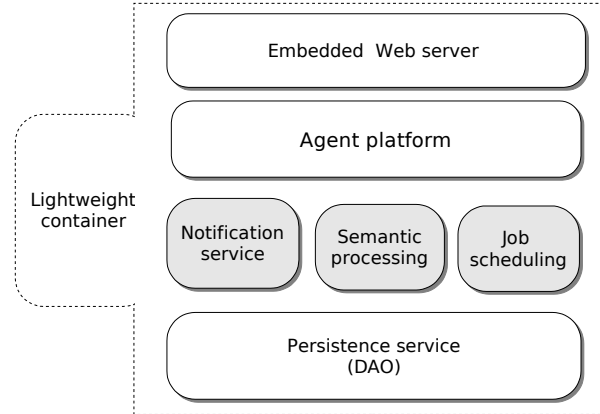 Embedded Web server
Agent platform
Lightweight
container
Notification
service
Semantic
processing
Job
scheduling
Persistence service
(DAO)